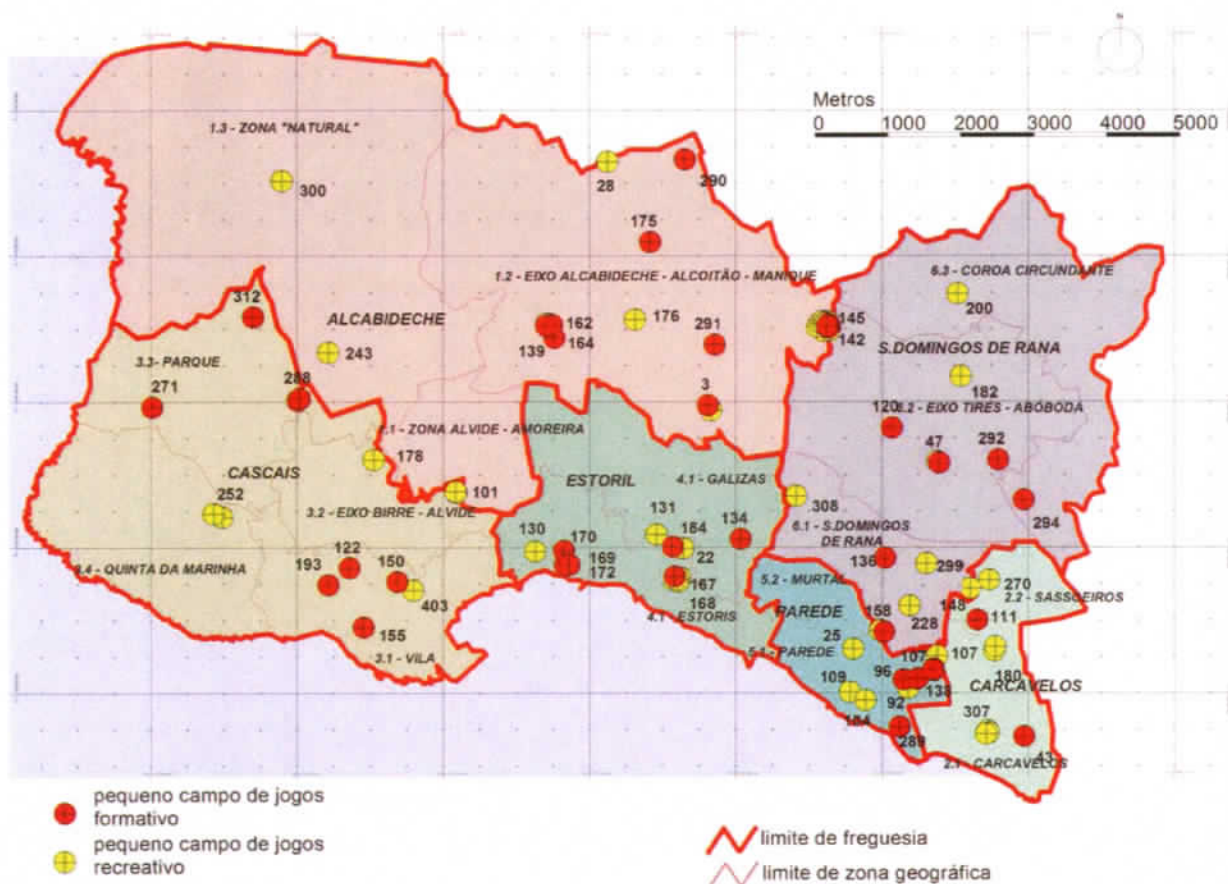 N
Metros
0 1000 2000 3000 4000 5000
1.3 - ZONA "NATURAL"
300
28
290
175
1.2 - EIXO ALCABIDECHE - ALCOITÃO - MANIQUE
6.3 - COROA CIRCUNDANTE
200
312
ALCABIDECHE
162
139
164
176
291
145
142
S.DOMINGOS DE RANA
243
3.3- PARQUE
271
288
3
182
120
6.2 - EIXO TIRES - ABÓBODA
47
292
1.1 - ZONA ALVIDE - AMOREIRA
178
CASCAIS
101
ESTORIL
4.1 - GALIZAS
308
294
252
3.2 - EIXO BIRRE - ALVIDE
6.1 - S.DOMINGOS
DE RANA
130
170
169
172
131
184
134
22
136
299
3.4 - QUINTA DA MARINHA
193
122
150
403
167
168
4.1 - ESTORIS
5.2 - MURTAL
PAREDE
158
228
148
270
2.2 - SASSOEIROS
111
155
3.1 - VILA
25
5.1 - PAREDE
96
107
107
180
CARCAVELOS
109
92
138
289
307
43
2.1 - CARCAVELOS
pequeno campo de jogos
formativo
pequeno campo de jogos
recreativo
limite de freguesia
limite de zona geográfica